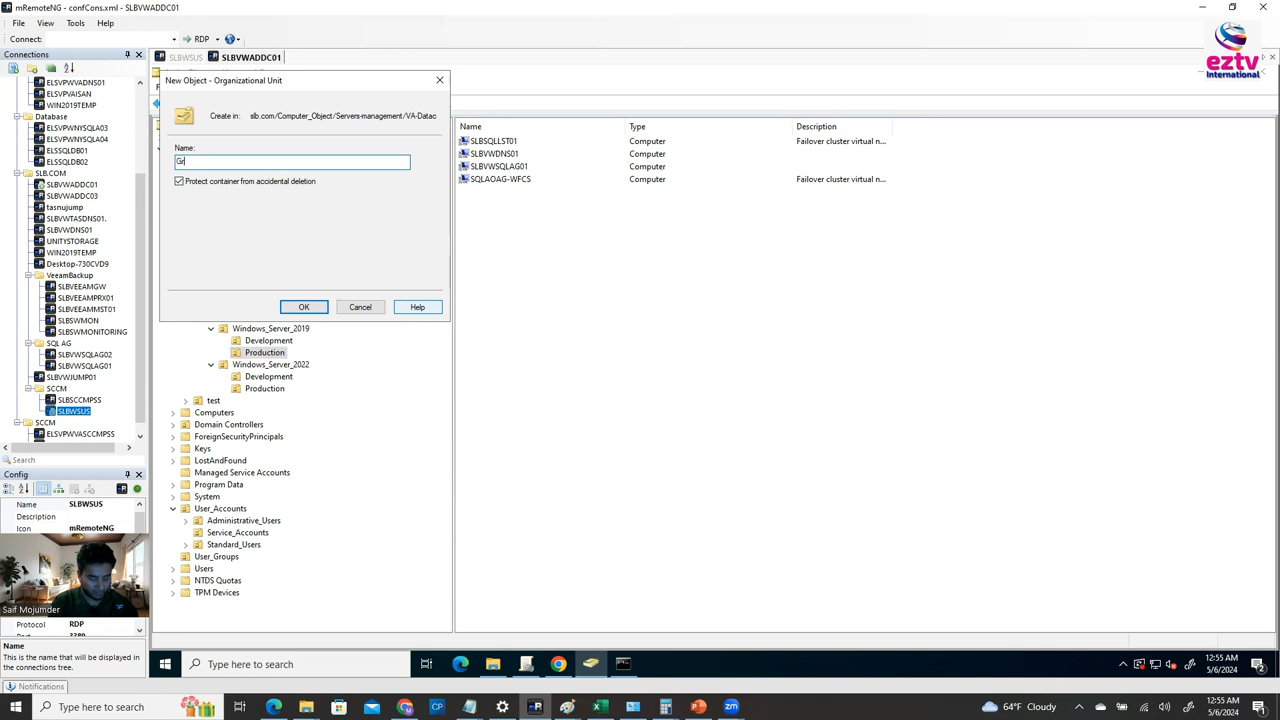 mRemoteNG - confCons.xml - SLBVWADDC01
File View Tools Help
Connect: RDP
eztv
International
Connections
ELSVPWVADNS01
ELSVPVAISAN
WIN2019TEMP
Database
ELSVPWNYSQLA03
ELSVPWNYSQLA04
ELSSQLDB01
ELSSQLDB02
SLB.COM
SLBVWADDC01
SLBVWADDC03
tasnujump
SLBVWTASDNS01.
SLBVWDNS01
UNITYSTORAGE
WIN2019TEMP
Desktop-730CVD9
VeeamBackup
SLBVEEAMGW
SLBVEEAMPRX01
SLBVEEAMMST01
SLBSWMON
SLBSWMONITORING
SQL AG
SLBVWSQLAG02
SLBVWSQLAG01
SLBVWJUMP01
SCCM
SLBSCCMPSS
SLBWSUS
SCCM
ELSVPWVASCCMPSS
Search
Config
Name SLBWSUS
Description
Icon mRemoteNG
Saif Mojumder
Protocol RDP
Name
This is the name that will be displayed in
the connections tree.
Notifications
SLBWSUS SLBVWADDC01
New Object - Organizational Unit
Create in: slb.com/Computer_Object/Servers-management/VA-Datac
Name:
Gr
Protect container from accidental deletion
OK Cancel Help
Windows_Server_2019
Development
Production
Windows_Server_2022
Development
Production
test
Computers
Domain Controllers
ForeignSecurityPrincipals
Keys
LostAndFound
Managed Service Accounts
Program Data
System
User_Accounts
Administrative_Users
Service_Accounts
Standard_Users
User_Groups
Users
NTDS Quotas
TPM Devices
Name Type Description
SLBSQLLST01 Computer Failover cluster virtual n...
SLBVWDNS01 Computer
SLBVWSQLAG01 Computer
SQLAOAG-WFCS Computer Failover cluster virtual n...
Type here to search
12:55 AM
5/6/2024
Type here to search
64°F Cloudy
12:55 AM
5/6/2024